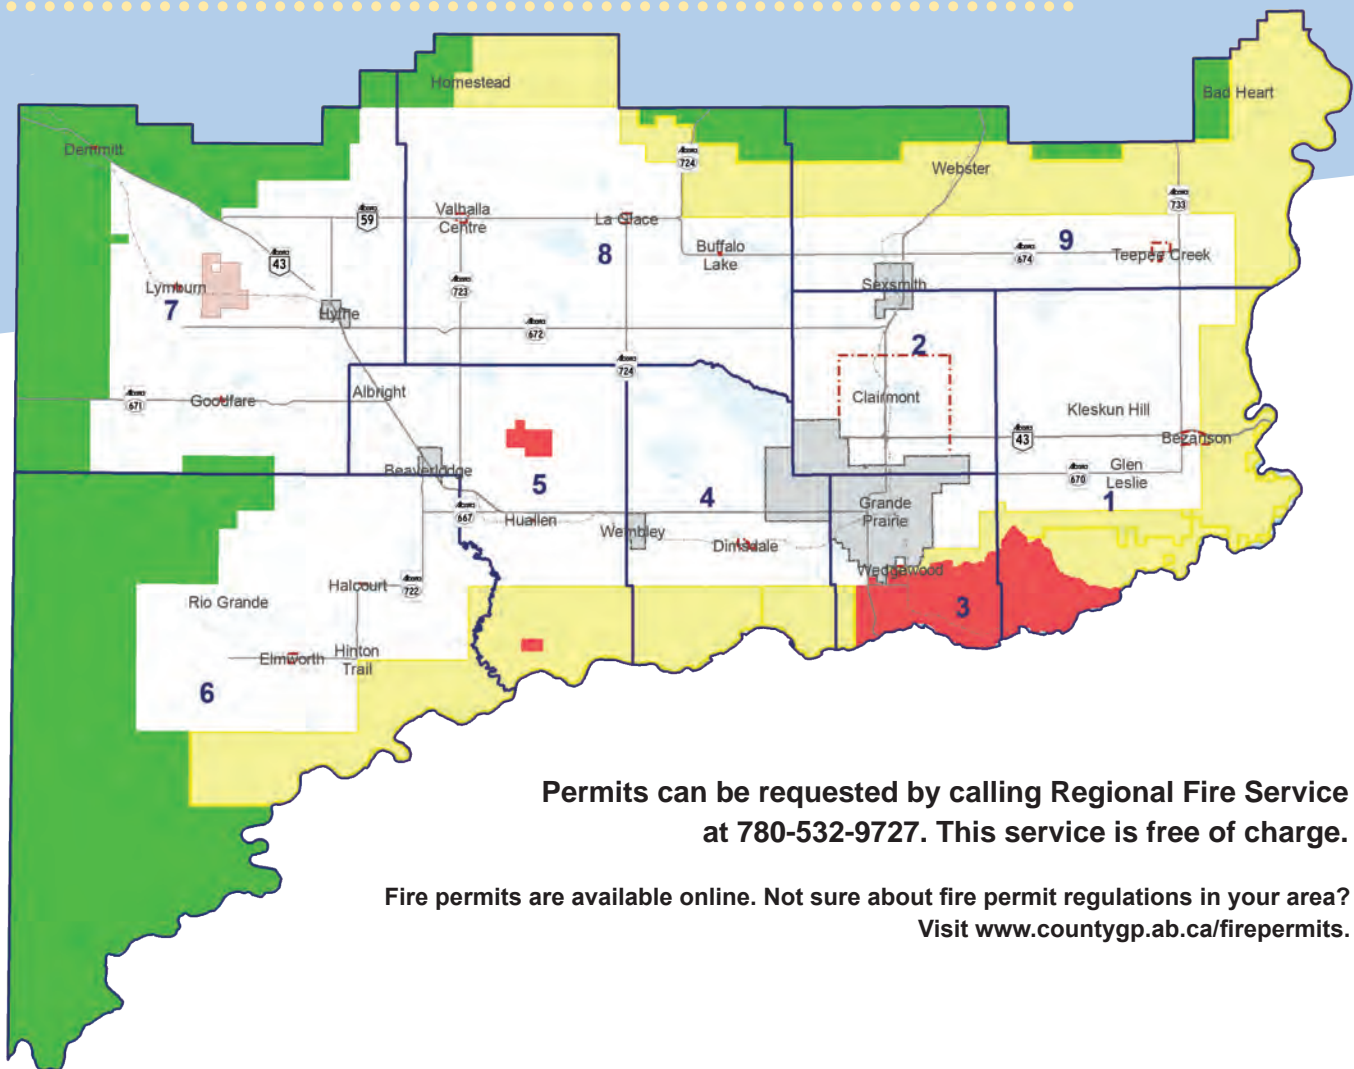 Homestead
Bad Heart
Demmitt
724
Webster
733
59
Valhalla
Centre
La Glace
8
Buffalo
Lake
9
674
Teepee Creek
43
Lymburn
7
723
Sexsmith
Hythe
672
2
724
671
Goodfare
Albright
Clairmont
Kleskun Hill
43
Bezanson
Beaverlodge
5
4
670
Glen
Leslie
1
667
Huallen
Wembley
Grande
Prairie
Dimsdale
Wedgewood
Halcourt
722
Rio Grande
3
Elmworth
Hinton
Trail
6
Permits can be requested by calling Regional Fire Service
at 780-532-9727. This service is free of charge.
Fire permits are available online. Not sure about fire permit regulations in your area?
Visit www.countygp.ab.ca/firepermits.